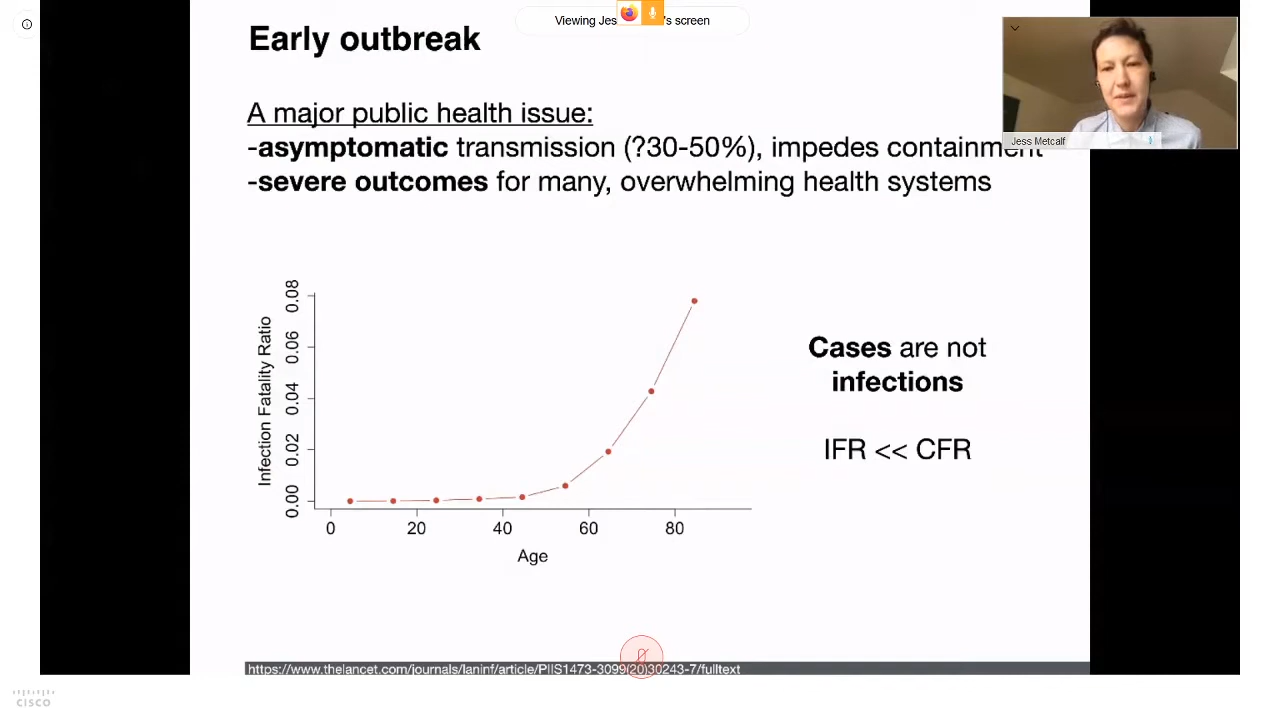 Viewing Jes 's screen
Early outbreak
A major public health issue:
-asymptomatic transmission (?30-50%), impedes containment
-severe outcomes for many, overwhelming health systems
Jess Metcalf
Infection Fatality Ratio
0.08
0.06
0.04
0.02
0.00
0 20 40 60 80
Age
Cases are not
infections
IFR << CFR
https://www.thelancet.com/journals/laninf/article/PIIS1473-3099(20)30243-7/fulltext
CISCO